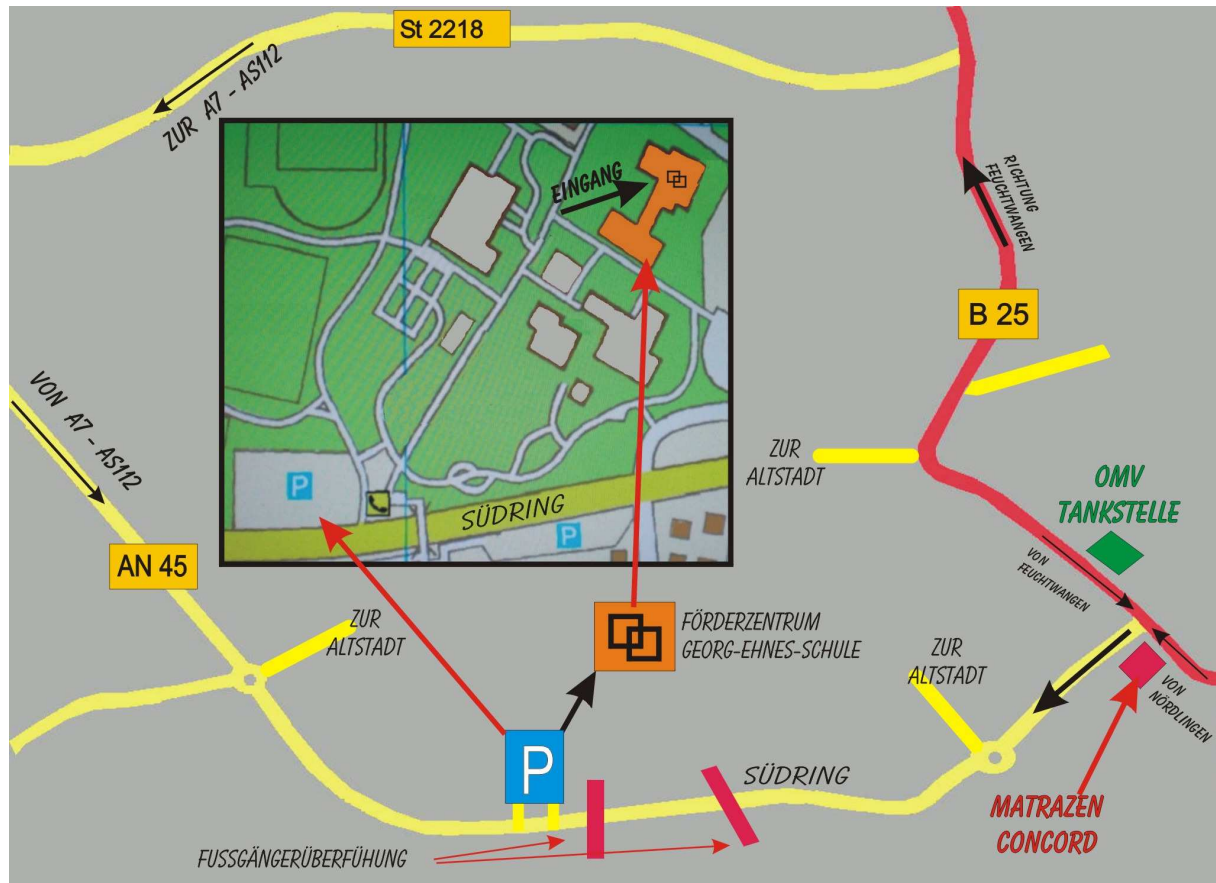 St 2218
ZUR A7 - AS112
EINGANG
RICHTUNG
FEUCHTWANGEN
B 25
VON A7 - AS112
ZUR
ALTSTADT
OMV
TANKSTELLE
P
SÜDRING
P
AN 45
VON
FEUCHTWANGEN
ZUR
ALTSTADT
FÖRDERZENTRUM
GEORG-EHNES-SCHULE
ZUR
ALTSTADT
VON
NÖRDLINGEN
P
SÜDRING
MATRAZEN
CONCORD
FUSSGÄNGERÜBERFÜHUNG